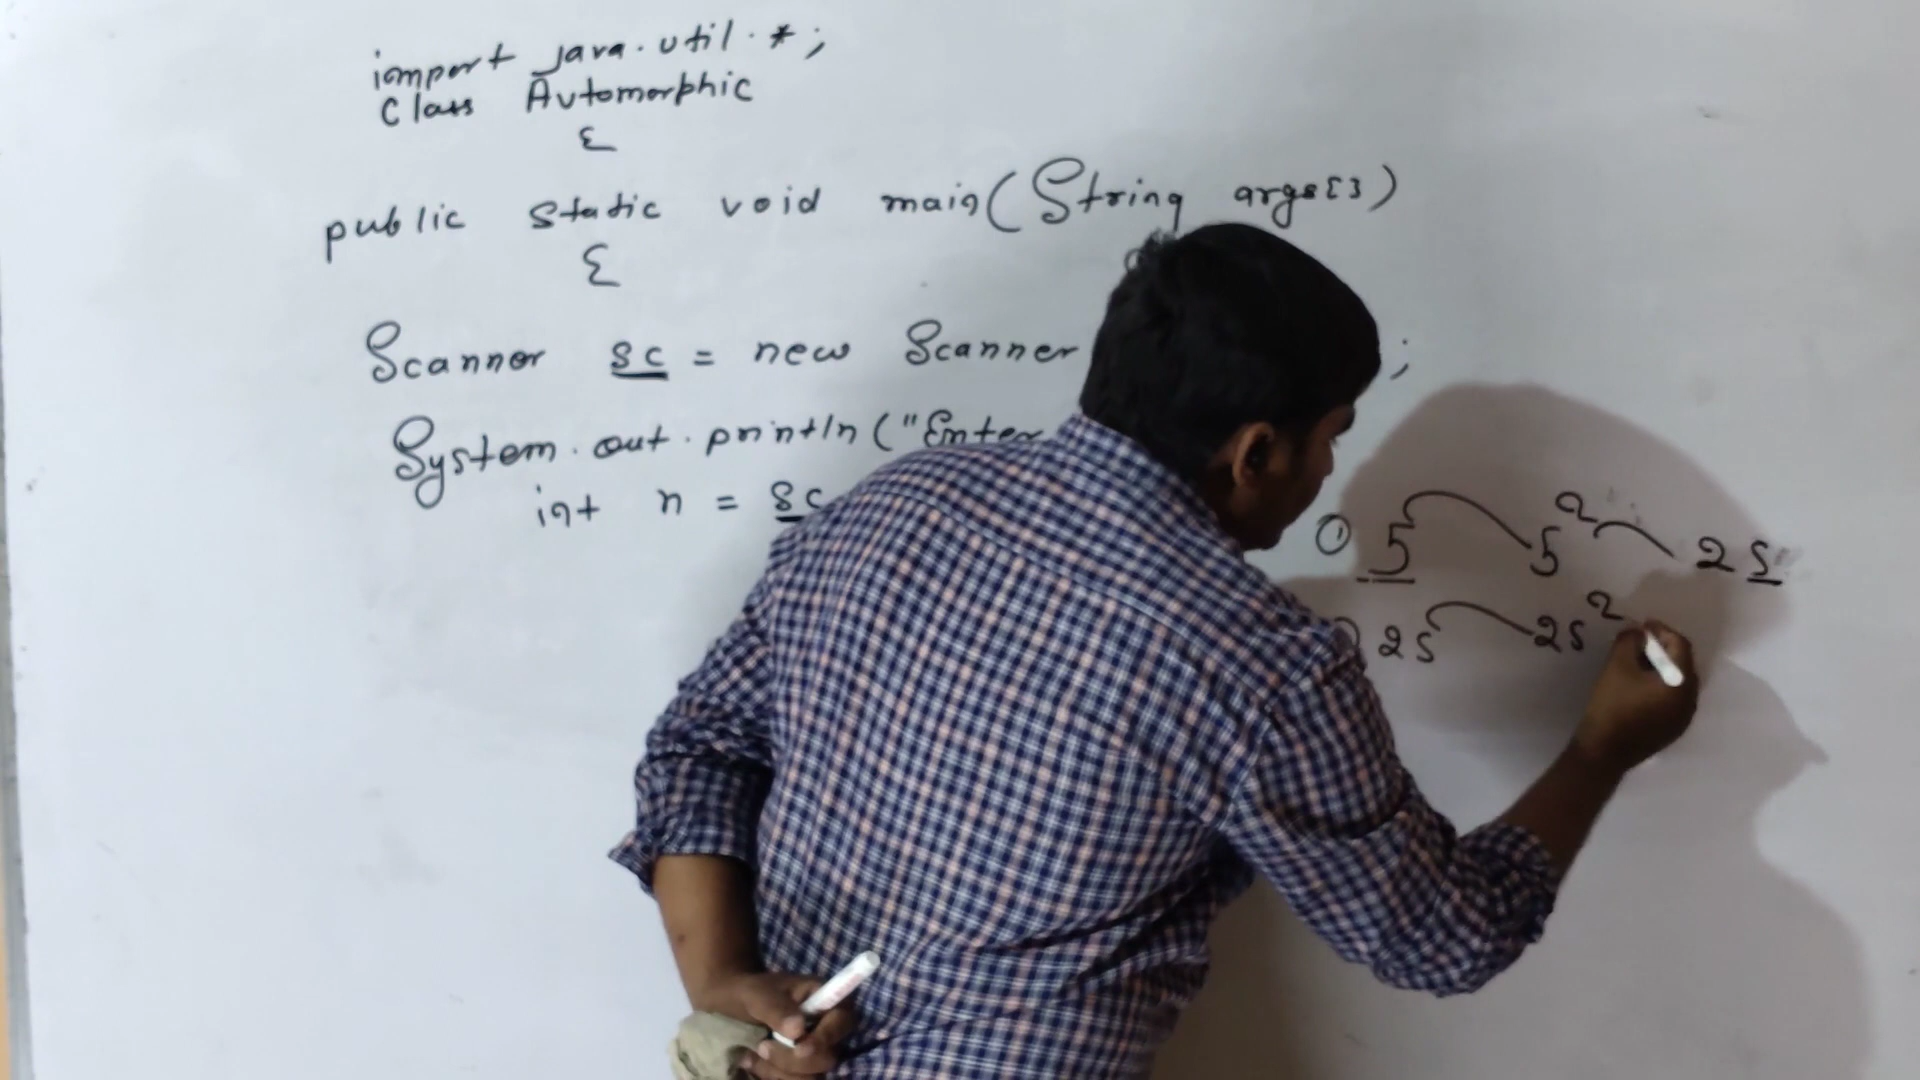 import java.util.*;
Class Automorphic
{
public static void main(String args[])
{
Scanner sc = new Scanner ;
System.out.println("Enter
int n = sc
① 5 5² 25
25 25²